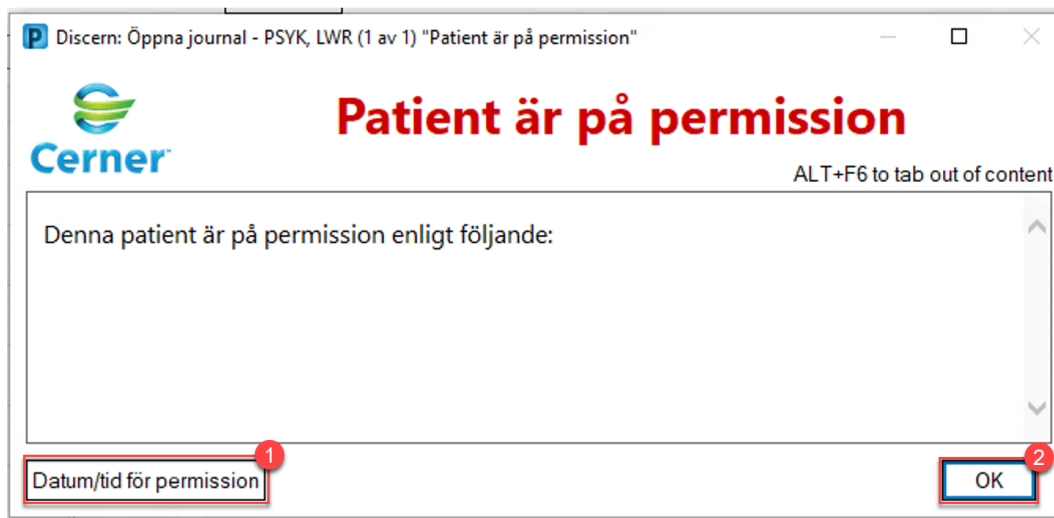 Discern: Öppna journal - PSYK, LWR (1 av 1) "Patient är på permission"
Cerner™
Patient är på permission
ALT+F6 to tab out of content
Denna patient är på permission enligt följande:
1
Datum/tid för permission
2
OK